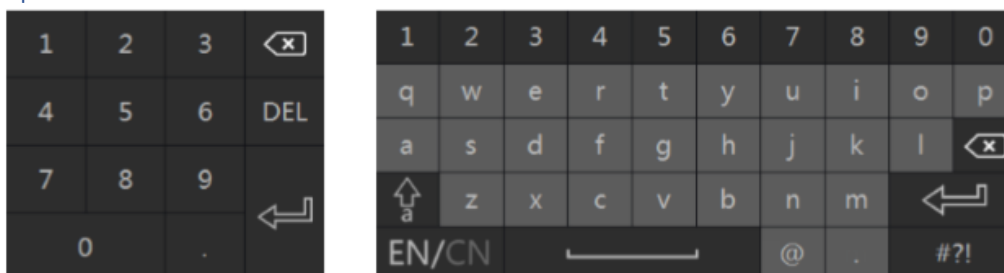 1 2 3
4 5 6 DEL
7 8 9
0 .
1 2 3 4 5 6 7 8 9 0
q w e r t y u i o p
a s d f g h j k l
a z x c v b n m
EN/CN @ . #?!